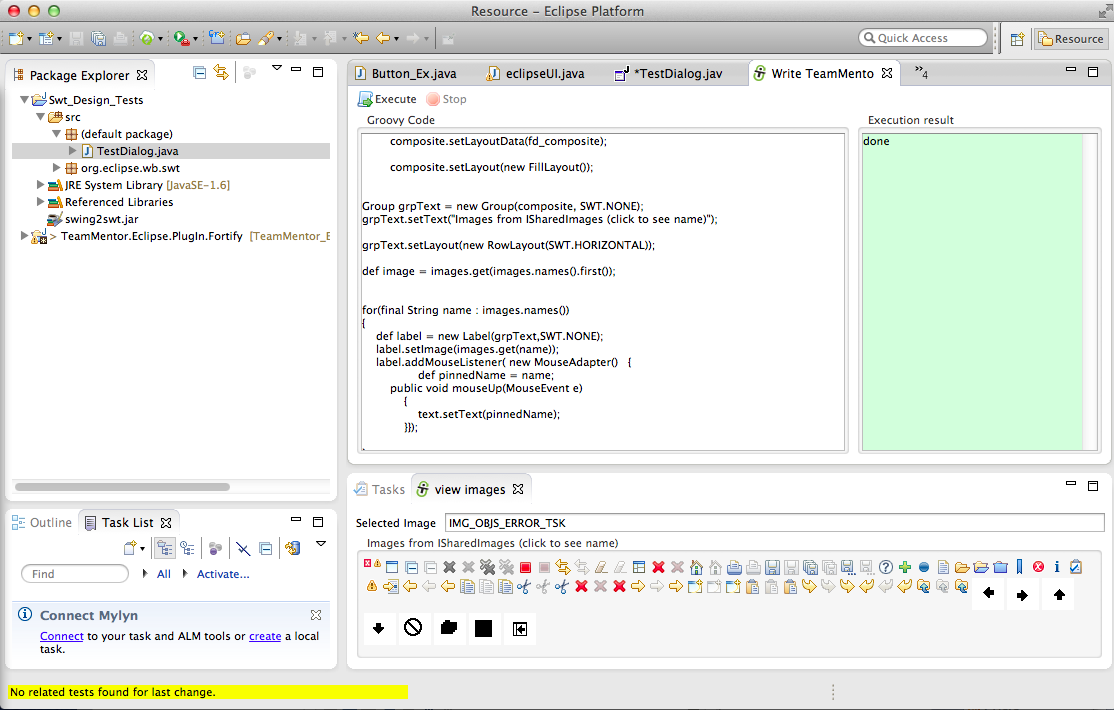 Resource – Eclipse Platform
Quick Access
Resource
Package Explorer
Swt_Design_Tests
src
(default package)
TestDialog.java
org.eclipse.wb.swt
JRE System Library [JavaSE-1.6]
Referenced Libraries
swing2swt.jar
> TeamMentor.Eclipse.PlugIn.Fortify [TeamMentor_E
Button_Ex.java
eclipseUI.java
*TestDialog.jav
Write TeamMento
»4
Execute
Stop
Groovy Code
composite.setLayoutData(fd_composite);
composite.setLayout(new FillLayout());
Group grpText = new Group(composite, SWT.NONE);
grpText.setText("Images from ISharedImages (click to see name)");
grpText.setLayout(new RowLayout(SWT.HORIZONTAL));
def image = images.get(images.names().first());
for(final String name : images.names())
{
def label = new Label(grpText,SWT.NONE);
label.setImage(images.get(name));
label.addMouseListener( new MouseAdapter() {
def pinnedName = name;
public void mouseUp(MouseEvent e)
{
text.setText(pinnedName);
}});
Execution result
done
Outline
Task List
Find
All
Activate...
Connect Mylyn
Connect to your task and ALM tools or create a local
task.
Tasks
view images
Selected Image
IMG_OBJS_ERROR_TSK
Images from ISharedImages (click to see name)
No related tests found for last change.